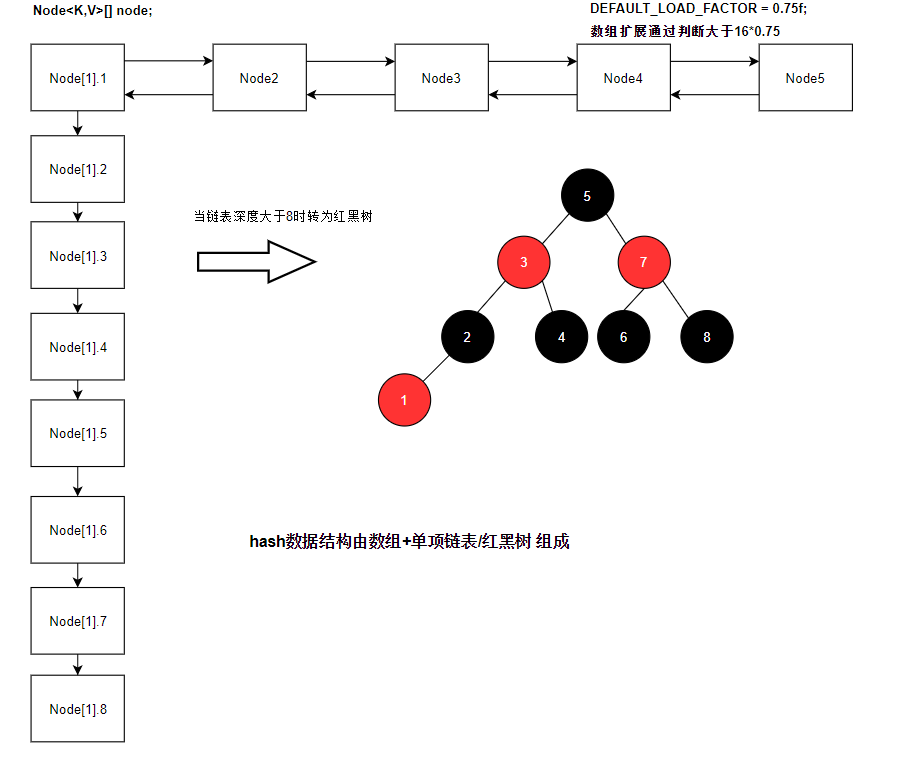 Node<K,V>[] node;
DEFAULT_LOAD_FACTOR = 0.75f;
数组扩展通过判断大于16*0.75
Node[1].1
Node2
Node3
Node4
Node5
Node[1].2
Node[1].3
Node[1].4
Node[1].5
Node[1].6
Node[1].7
Node[1].8
当链表深度大于8时转为红黑树
5
3
7
2
4
6
8
1
hash数据结构由数组+单项链表/红黑树 组成